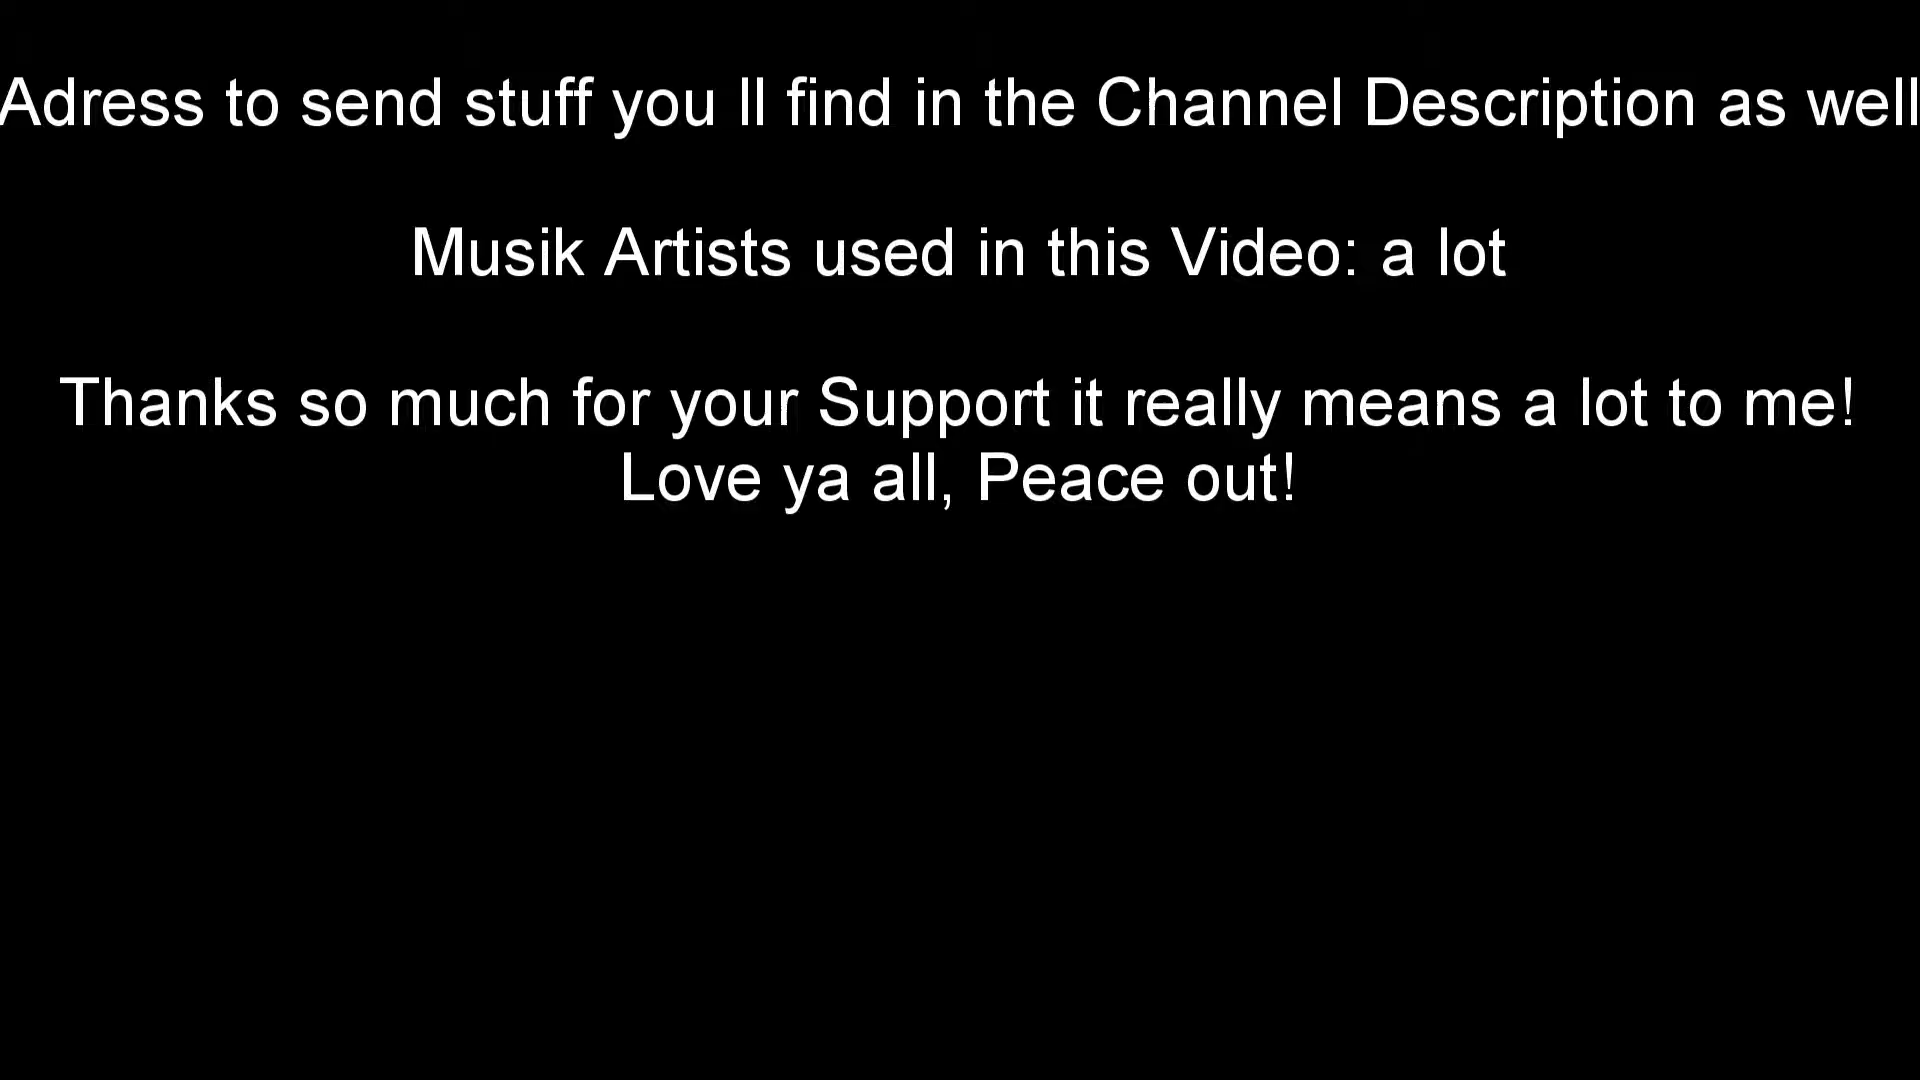 Adress to send stuff you ll find in the Channel Description as well
Musik Artists used in this Video: a lot
Thanks so much for your Support it really means a lot to me!
Love ya all, Peace out!